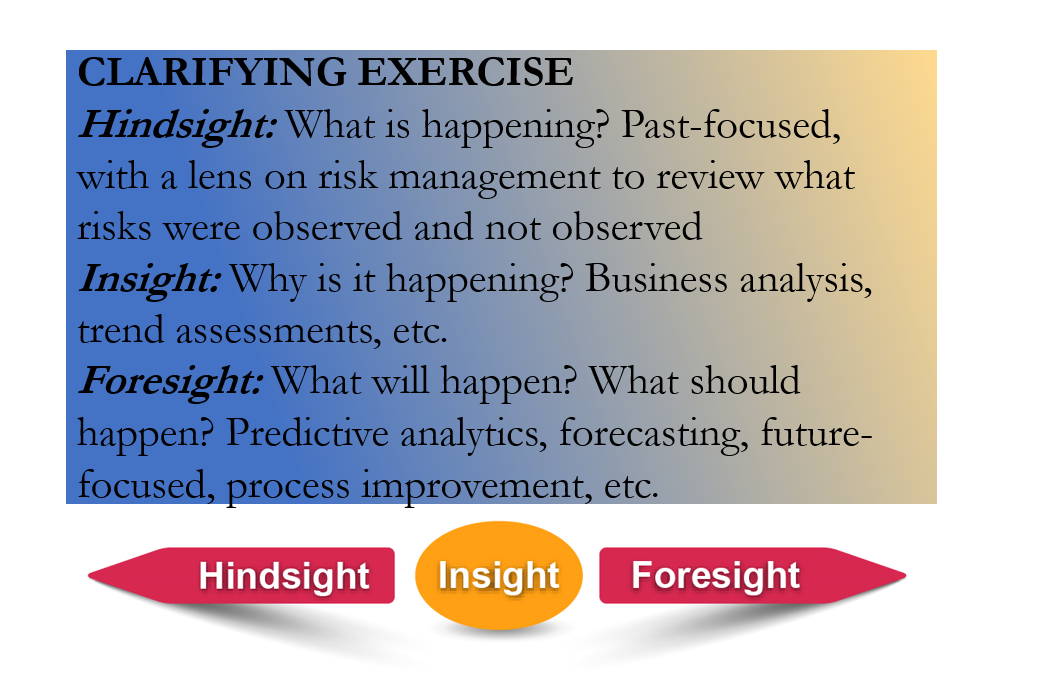 CLARIFYING EXERCISE
Hindsight: What is happening? Past-focused,
with a lens on risk management to review what
risks were observed and not observed
Insight: Why is it happening? Business analysis,
trend assessments, etc.
Foresight: What will happen? What should
happen? Predictive analytics, forecasting, future-
focused, process improvement, etc.
Hindsight
Insight
Foresight